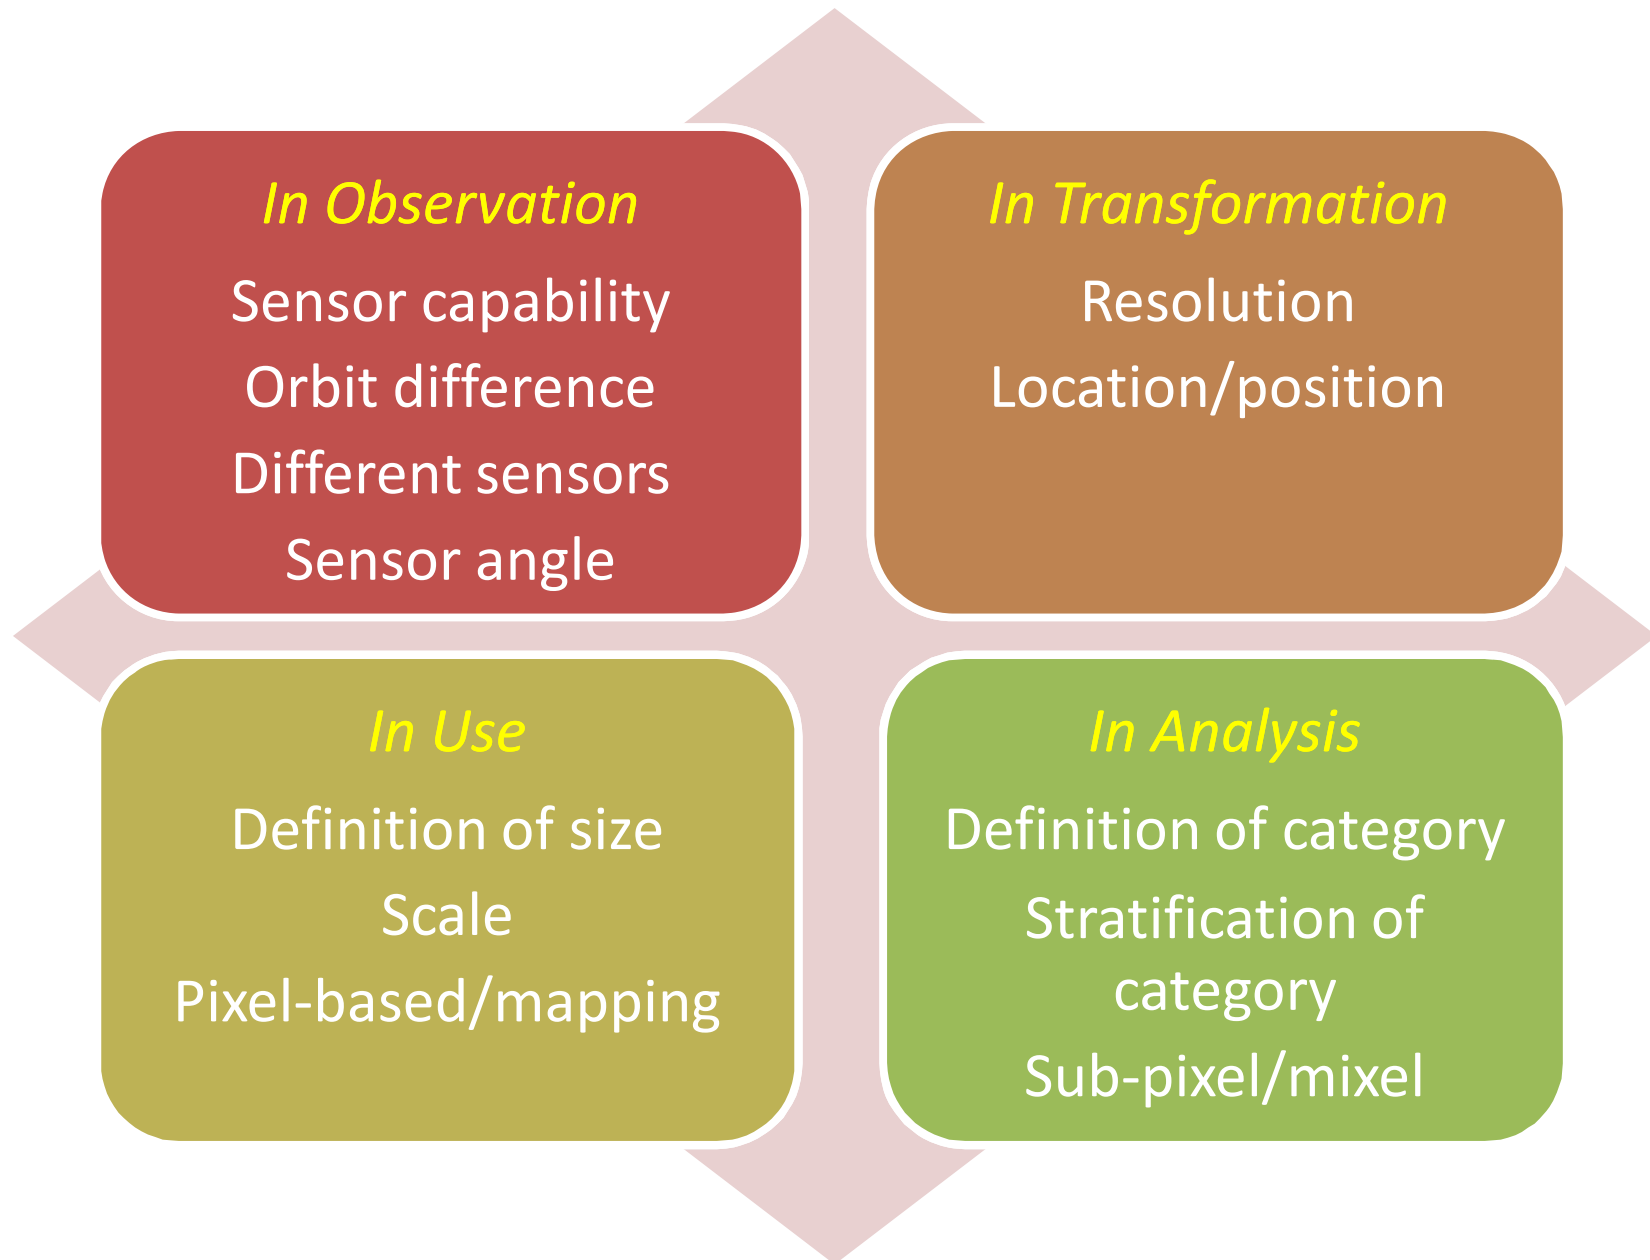 In Observation
Sensor capability
Orbit difference
Different sensors
Sensor angle
In Transformation
Resolution
Location/position
In Use
Definition of size
Scale
Pixel-based/mapping
In Analysis
Definition of category
Stratification of
category
Sub-pixel/mixel